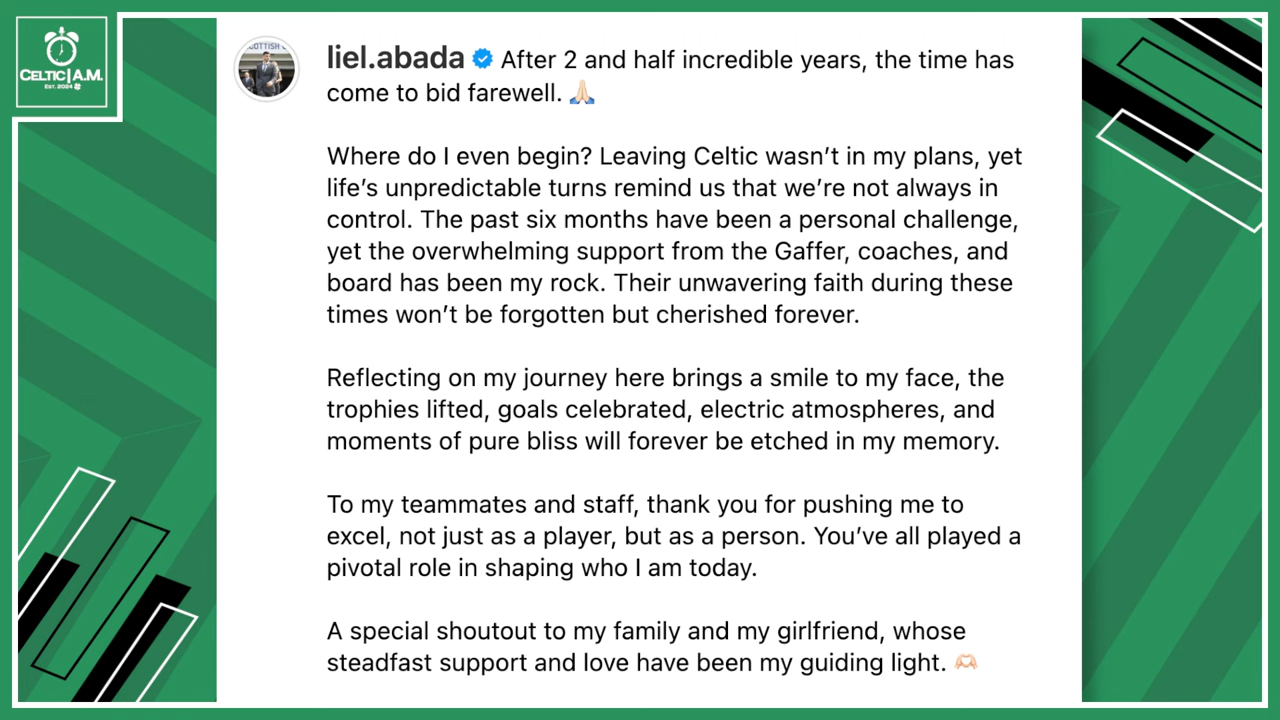 CELTIC|A.M.
EST. 2024
SCOTTISH
liel.abada After 2 and half incredible years, the time has
come to bid farewell. 🙏🏻
Where do I even begin? Leaving Celtic wasn’t in my plans, yet
life’s unpredictable turns remind us that we’re not always in
control. The past six months have been a personal challenge,
yet the overwhelming support from the Gaffer, coaches, and
board has been my rock. Their unwavering faith during these
times won’t be forgotten but cherished forever.
Reflecting on my journey here brings a smile to my face, the
trophies lifted, goals celebrated, electric atmospheres, and
moments of pure bliss will forever be etched in my memory.
To my teammates and staff, thank you for pushing me to
excel, not just as a player, but as a person. You’ve all played a
pivotal role in shaping who I am today.
A special shoutout to my family and my girlfriend, whose
steadfast support and love have been my guiding light. 🫶🏻